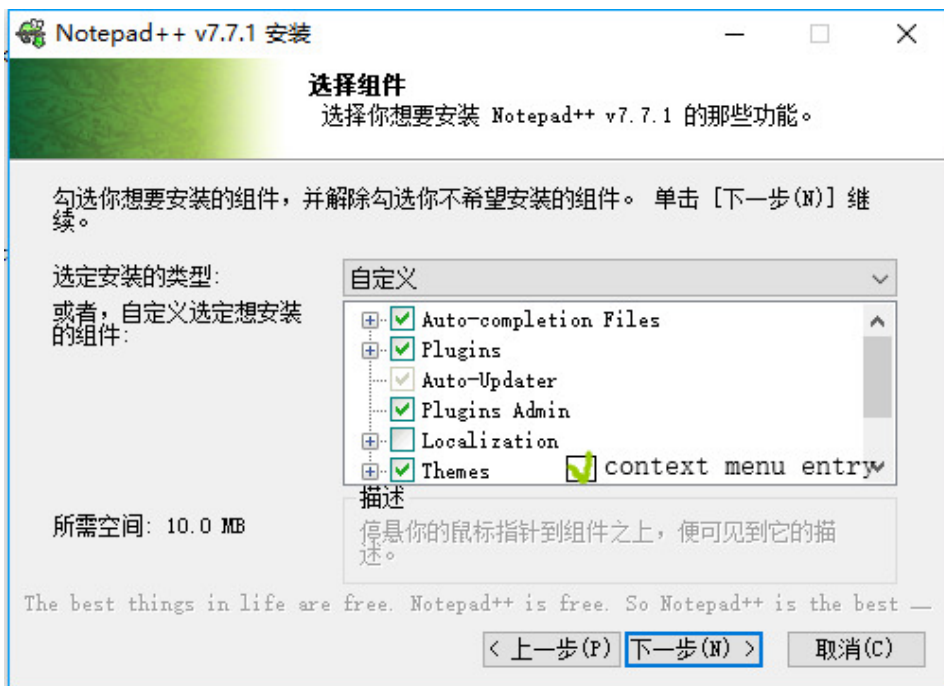 Notepad++ v7.7.1 安装
选择组件
选择你想要安装 Notepad++ v7.7.1 的那些功能。
勾选你想要安装的组件，并解除勾选你不希望安装的组件。 单击 [下一步(N)] 继
续。
选定安装的类型:
自定义
或者，自定义选定想安装
的组件:
Auto-completion Files
Plugins
Auto-Updater
Plugins Admin
Localization
Themes
context menu entry
所需空间: 10.0 MB
描述
停悬你的鼠标指针到组件之上，便可见到它的描
述。
The best things in life are free. Notepad++ is free. So Notepad++ is the best
< 上一步(P)
下一步(N) >
取消(C)